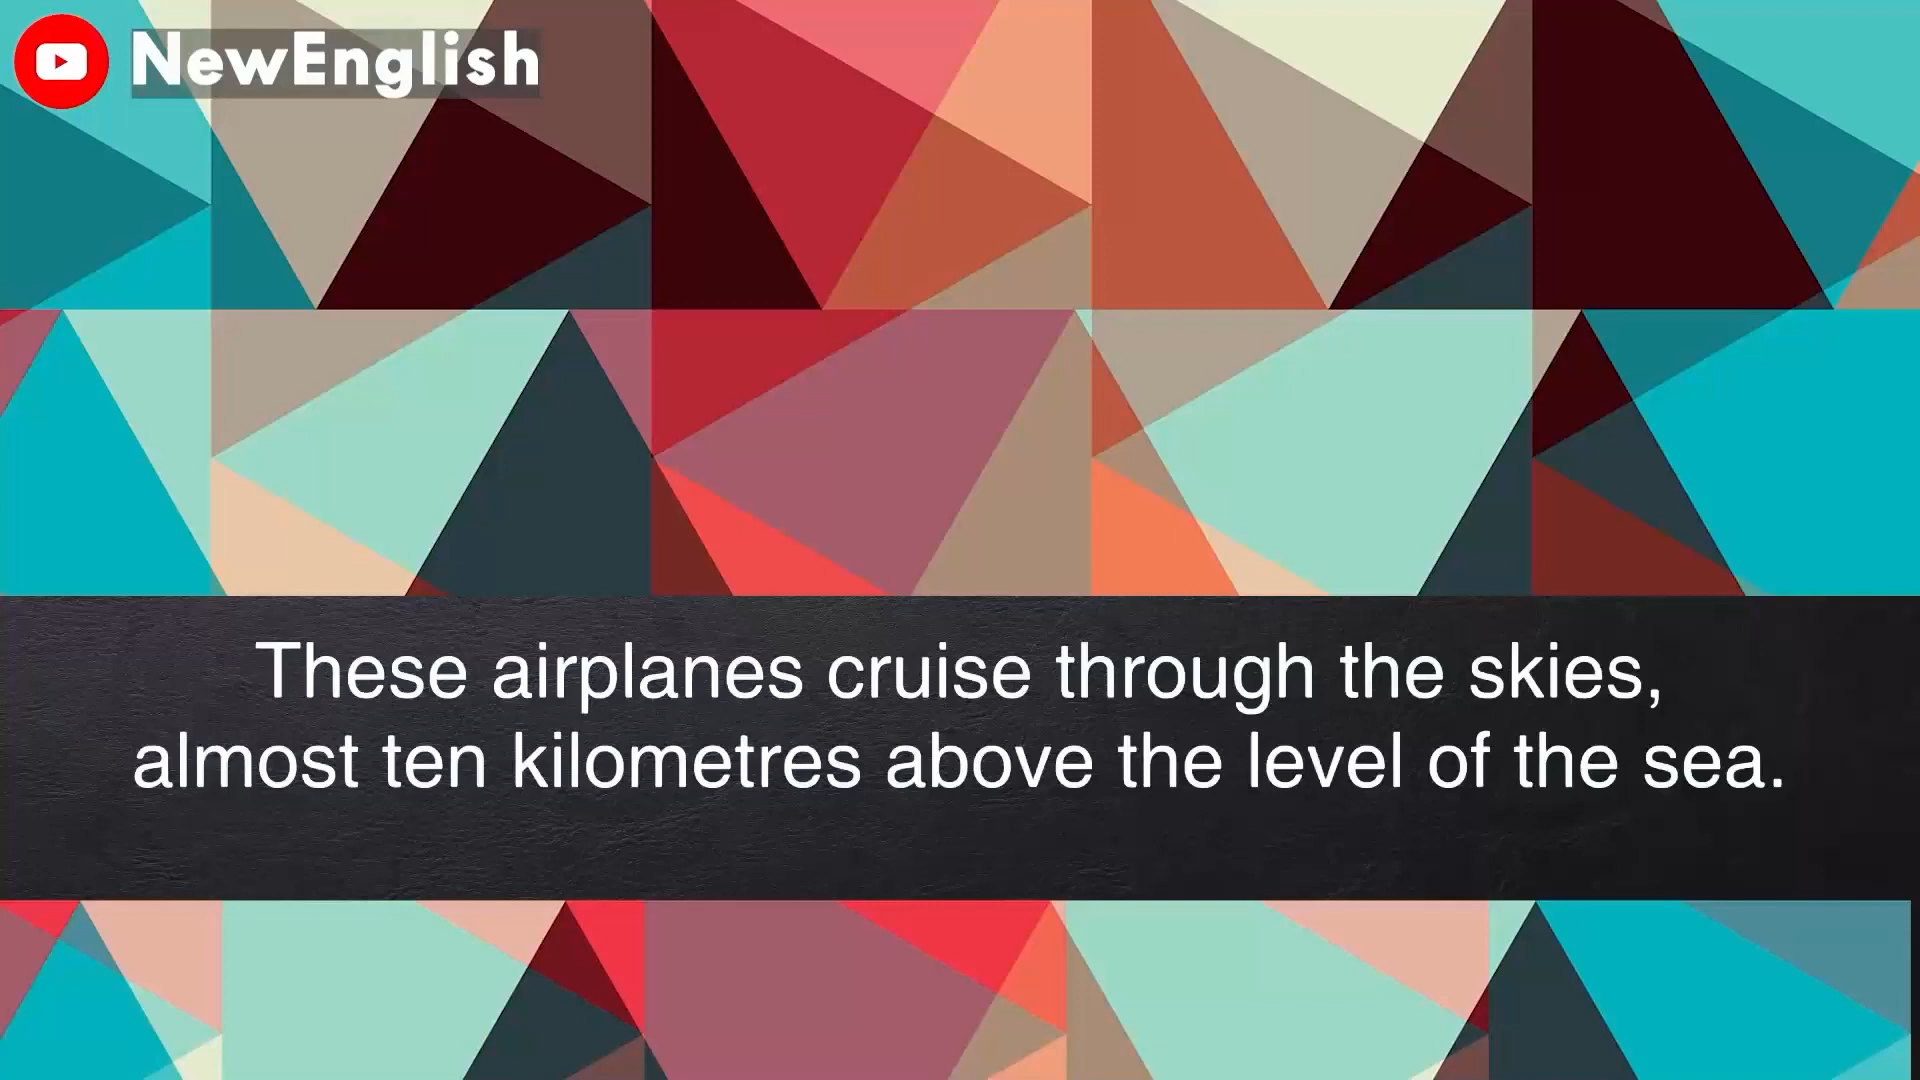 NewEnglish
These airplanes cruise through the skies,
almost ten kilometres above the level of the sea.